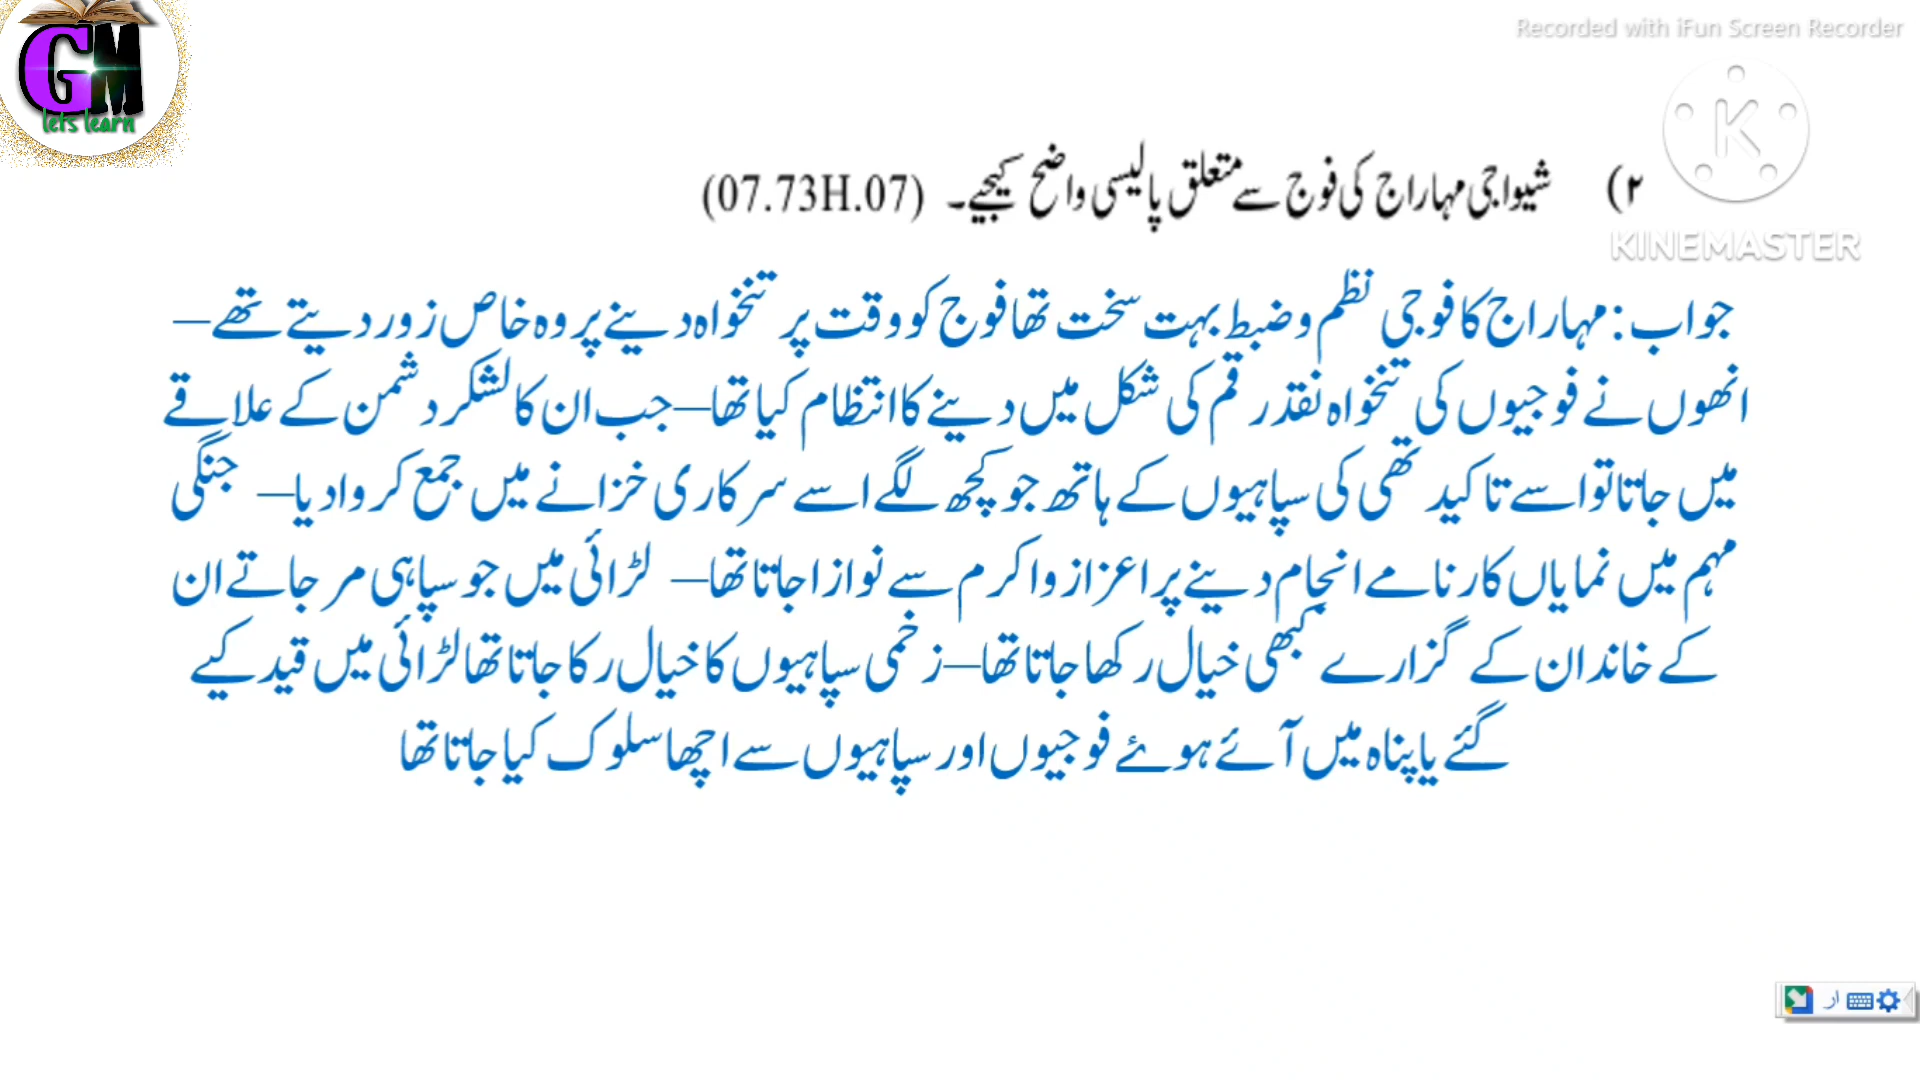 Recorded with iFun Screen Recorder
GM
lets learn
KINEMASTER
۲) شیواجی مہاراج کی فوج سے متعلق پالیسی واضح کیجیے۔ (07.73H.07)
جواب : مہاراج کا فوجی نظم و ضبط بہت سخت تھا فوج کو وقت پر تنخواہ دینے پر وہ خاص زور دیتے تھے—
انھوں نے فوجیوں کی تنخواہ نقد رقم کی شکل میں دینے کا انتظام کیا تھا—جب ان کا لشکر دشمن کے علاقے
میں جاتا تو اسے تاکید تھی کی سپاہیوں کے ہاتھ جو کچھ لگے اسے سرکاری خزانے میں جمع کروا دیا— جنگی
مہم میں نمایاں کارنامے انجام دینے پر اعزاز و اکرم سے نوازا جاتا تھا— لڑائی میں جو سپاہی مر جاتے ان
کے خاندان کے گزارے کبھی خیال رکھا جاتا تھا—زخمی سپاہیوں کا خیال رکا جاتا تھا لڑائی میں قید کیے
گئے یا پناہ میں آئے ہوئے فوجیوں اور سپاہیوں سے اچھا سلوک کیا جاتا تھا
ار